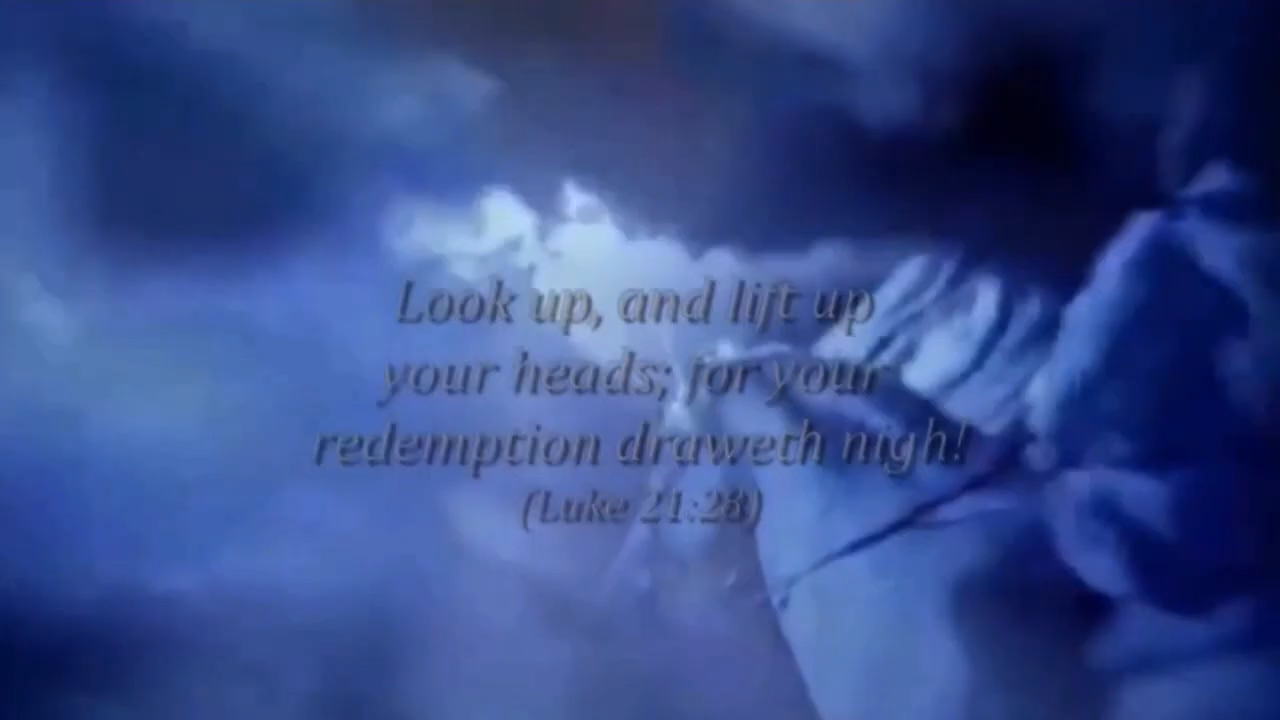 Look up, and lift up
your heads; for your
redemption draweth nigh!
(Luke 21:28)